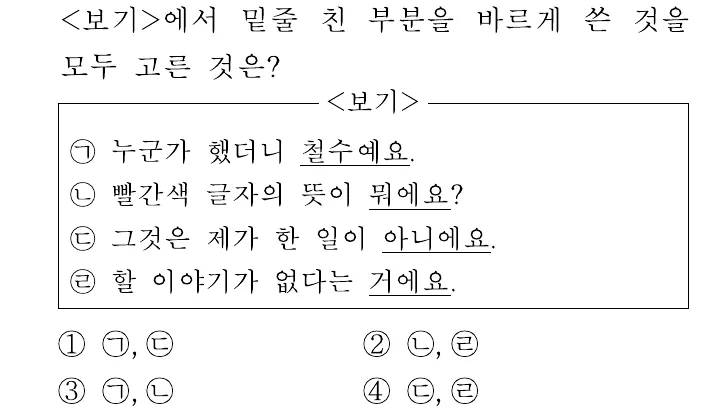 <보기>에서 밑줄 친 부분을 바르게 쓴 것을
모두 고른 것은?
<보기>
㉠ 누군가 했더니 철수예요.
㉡ 빨간색 글자의 뜻이 뭐에요?
㉢ 그것은 제가 한 일이 아니에요.
㉣ 할 이야기가 없다는 거에요.
① ㉠, ㉢ ② ㉡, ㉣
③ ㉠, ㉡ ④ ㉢, ㉣